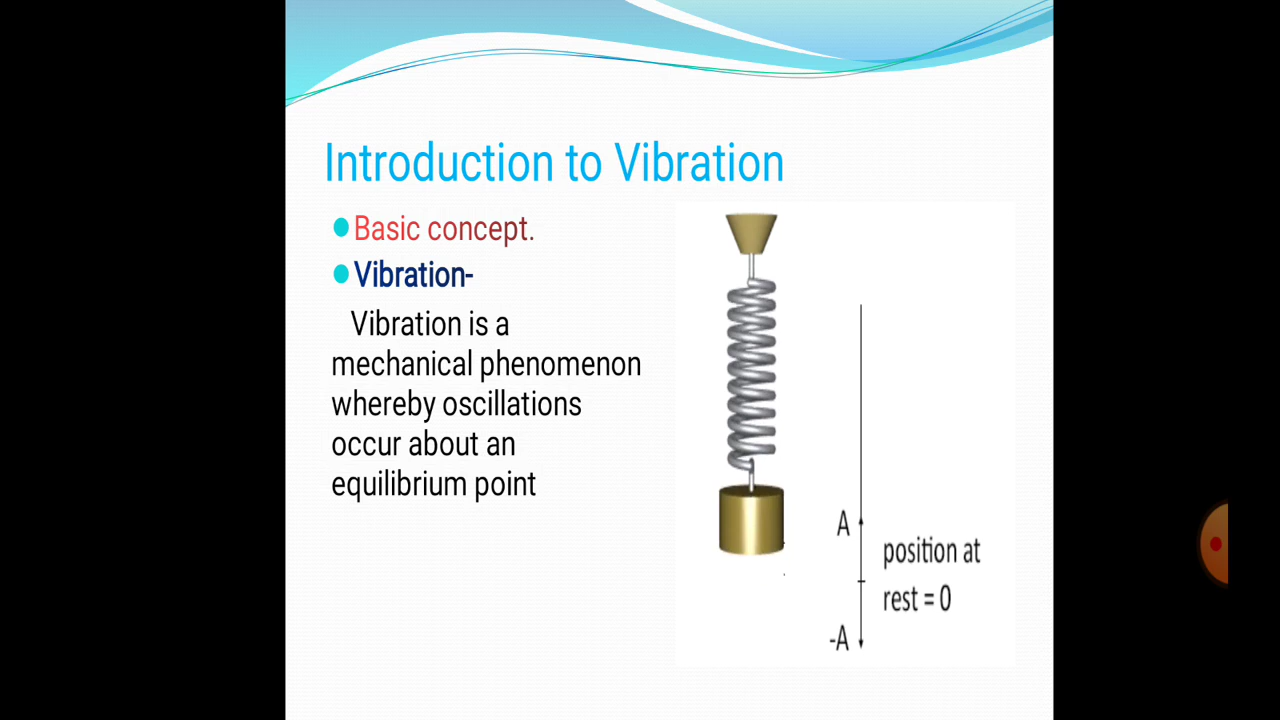 Introduction to Vibration
Basic concept.
Vibration-
Vibration is a
mechanical phenomenon
whereby oscillations
occur about an
equilibrium point
A
position at
rest = 0
-A